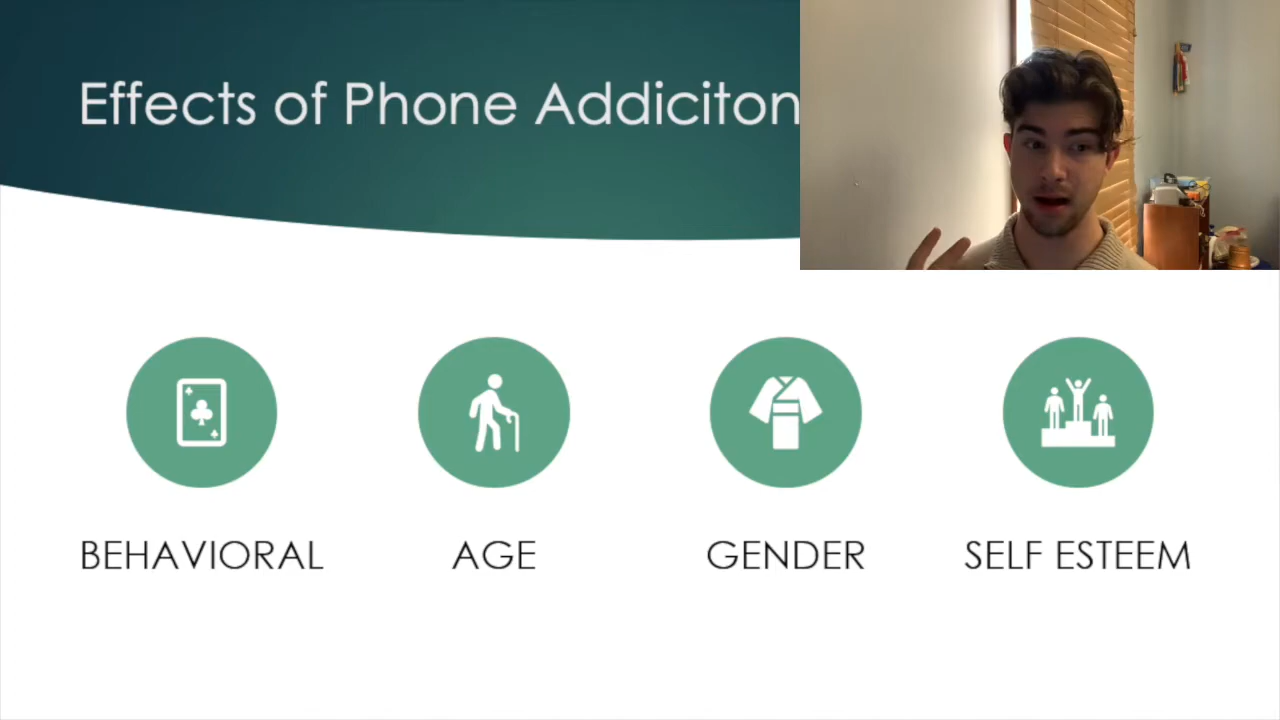 Effects of Phone Addiciton
BEHAVIORAL
AGE
GENDER
SELF ESTEEM